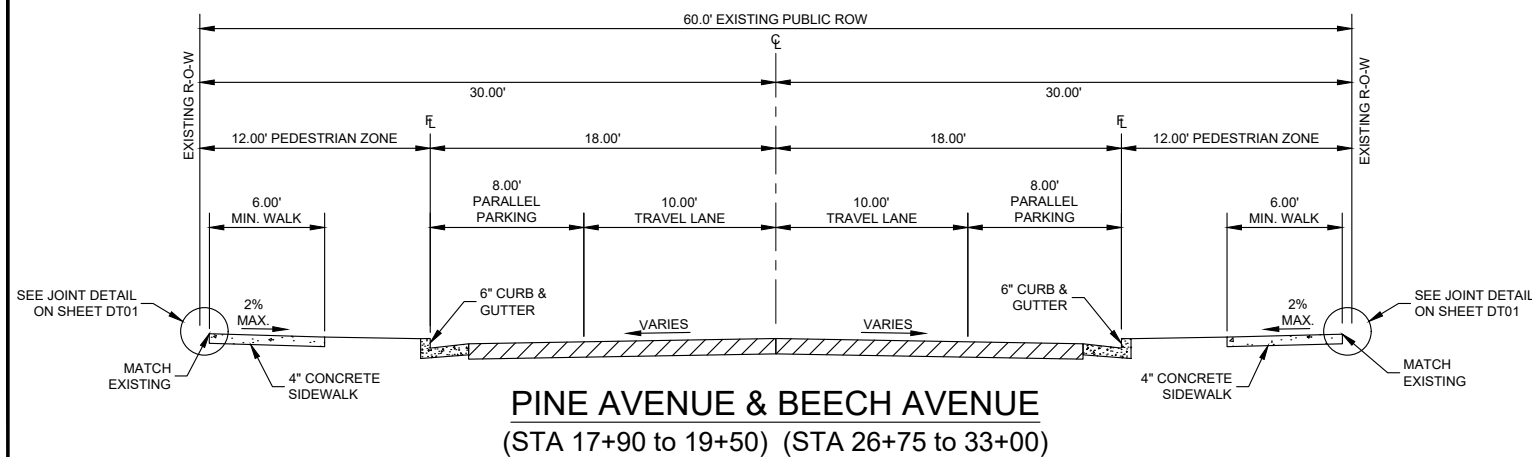 60.0' EXISTING PUBLIC ROW
CL
EXISTING R-O-W
30.00'
30.00'
EXISTING R-O-W
FL
FL
12.00' PEDESTRIAN ZONE
18.00'
18.00'
12.00' PEDESTRIAN ZONE
6.00'
MIN. WALK
8.00'
PARALLEL
PARKING
10.00'
TRAVEL LANE
10.00'
TRAVEL LANE
8.00'
PARALLEL
PARKING
6.00'
MIN. WALK
SEE JOINT DETAIL
ON SHEET DT01
2%
MAX.
6" CURB &
GUTTER
VARIES
VARIES
6" CURB &
GUTTER
2%
MAX.
SEE JOINT DETAIL
ON SHEET DT01
MATCH
EXISTING
4" CONCRETE
SIDEWALK
4" CONCRETE
SIDEWALK
MATCH
EXISTING
PINE AVENUE & BEECH AVENUE
(STA 17+90 to 19+50) (STA 26+75 to 33+00)